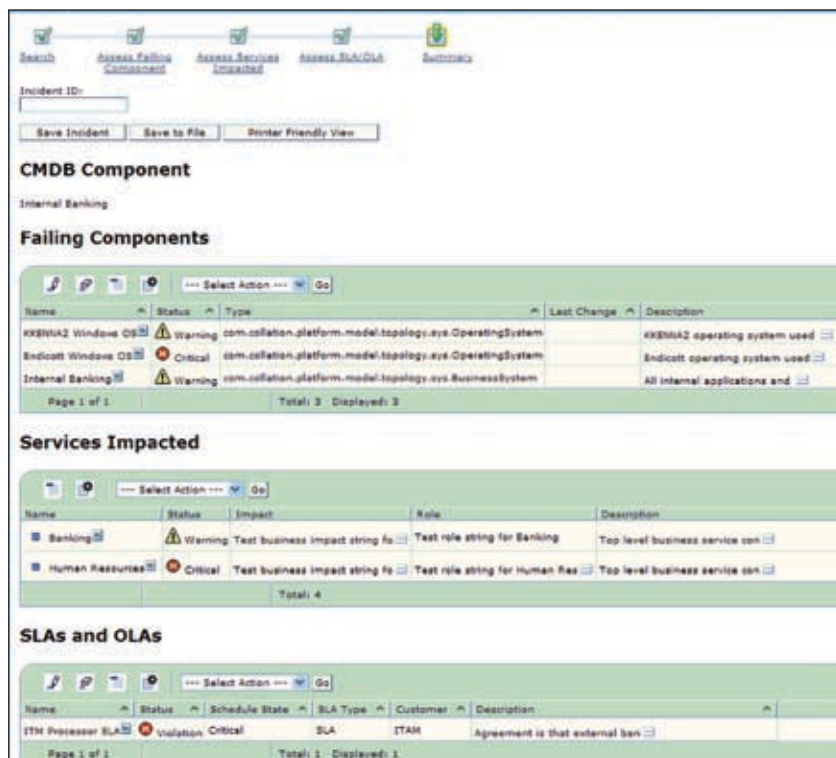 Search
Assess Failing Component
Assess Services Impacted
Assess SLA/OLA
Summary
Incident ID:
Save Incident Save to File Printer Friendly View
CMDB Component
Internal Banking
Failing Components
--- Select Action --- Go
Name Status Type Last Change Description
KKENNA2 Windows OS Warning com.collation.platform.model.topology.sys.OperatingSystem KKENNA2 operating system used
Endicott Windows OS Critical com.collation.platform.model.topology.sys.OperatingSystem Endicott operating system used
Internal Banking Warning com.collation.platform.model.topology.sys.BusinessSystem All internal applications and
Page 1 of 1 Total: 3 Displayed: 3
Services Impacted
--- Select Action --- Go
Name Status Impact Role Description
Banking Warning Test business impact string fo Test role string for Banking Top level business service con
Human Resources Critical Test business impact string fo Test role string for Human Res Top level business service con
Total: 4
SLAs and OLAs
--- Select Action --- Go
Name Status Schedule State SLA Type Customer Description
ITM Processor SLA Violation Critical SLA ITAM Agreement is that external ban
Page 1 of 1 Total: 1 Displayed: 1